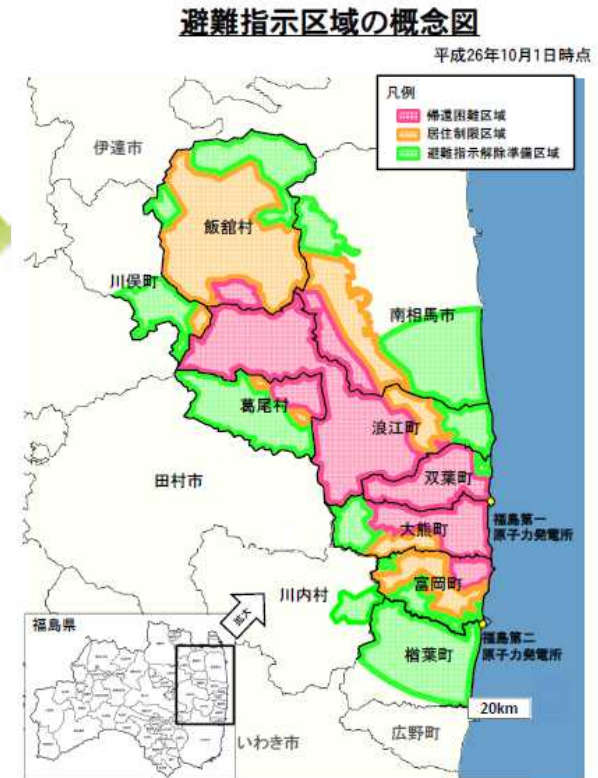 避難指示区域の概念図
平成26年10月1日時点
凡例
帰還困難区域
居住制限区域
避難指示解除準備区域
伊達市
飯舘村
川俣町
南相馬市
葛尾村
浪江町
田村市
双葉町
福島第一
原子力発電所
大熊町
富岡町
川内村
拡大
福島県
福島第二
原子力発電所
楢葉町
20km
いわき市
広野町